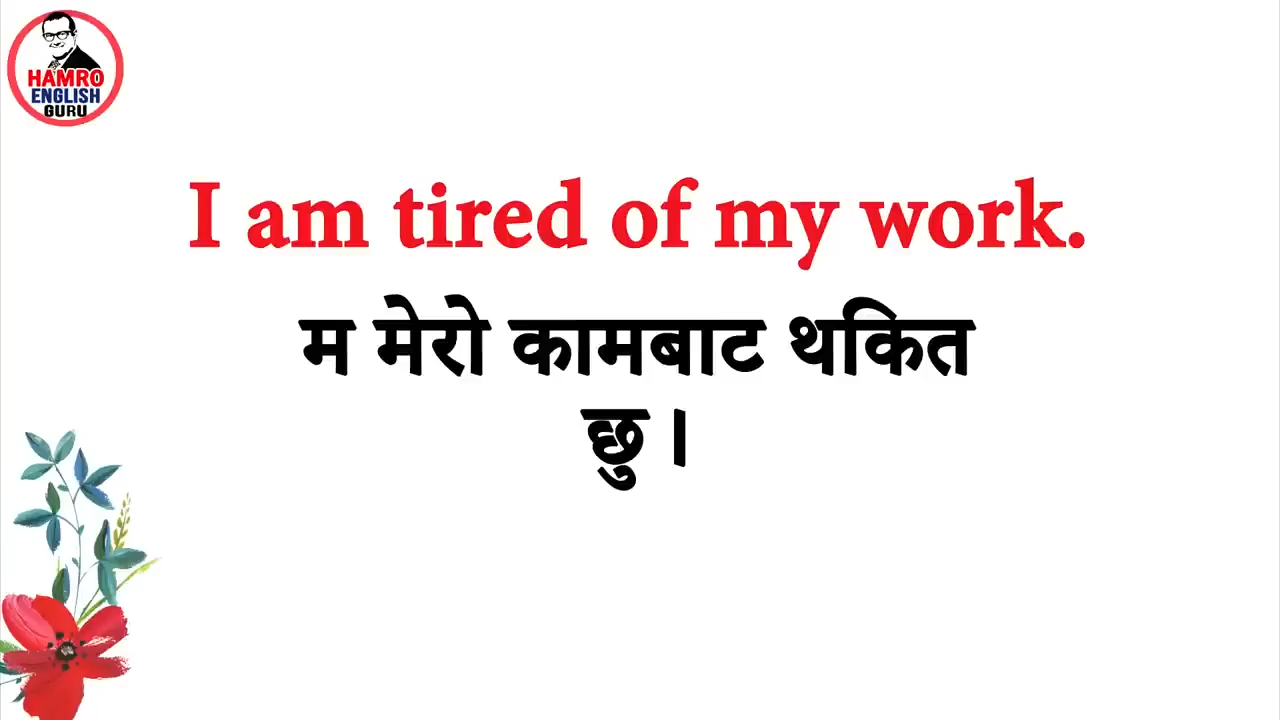 HAMRO
ENGLISH
GURU
I am tired of my work.
म मेरो कामबाट थकित
छु।